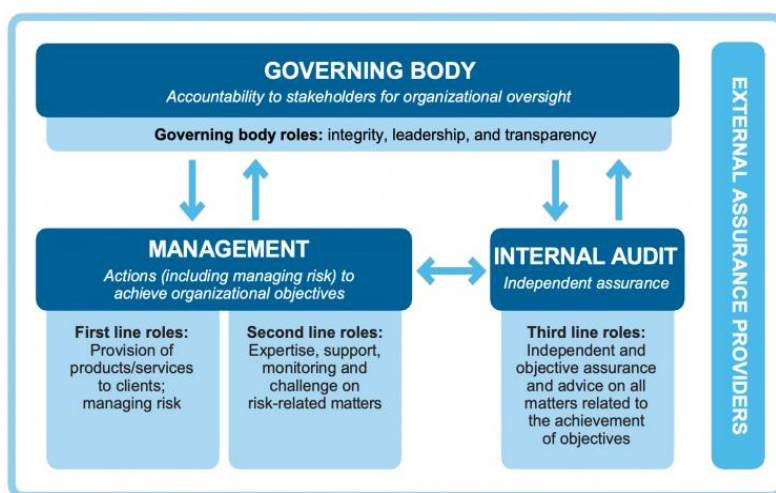 GOVERNING BODY
Accountability to stakeholders for organizational oversight
Governing body roles: integrity, leadership, and transparency
MANAGEMENT
Actions (including managing risk) to
achieve organizational objectives
First line roles:
Provision of
products/services
to clients;
managing risk
Second line roles:
Expertise, support,
monitoring and
challenge on
risk-related matters
INTERNAL AUDIT
Independent assurance
Third line roles:
Independent and
objective assurance
and advice on all
matters related to
the achievement
of objectives
EXTERNAL ASSURANCE PROVIDERS